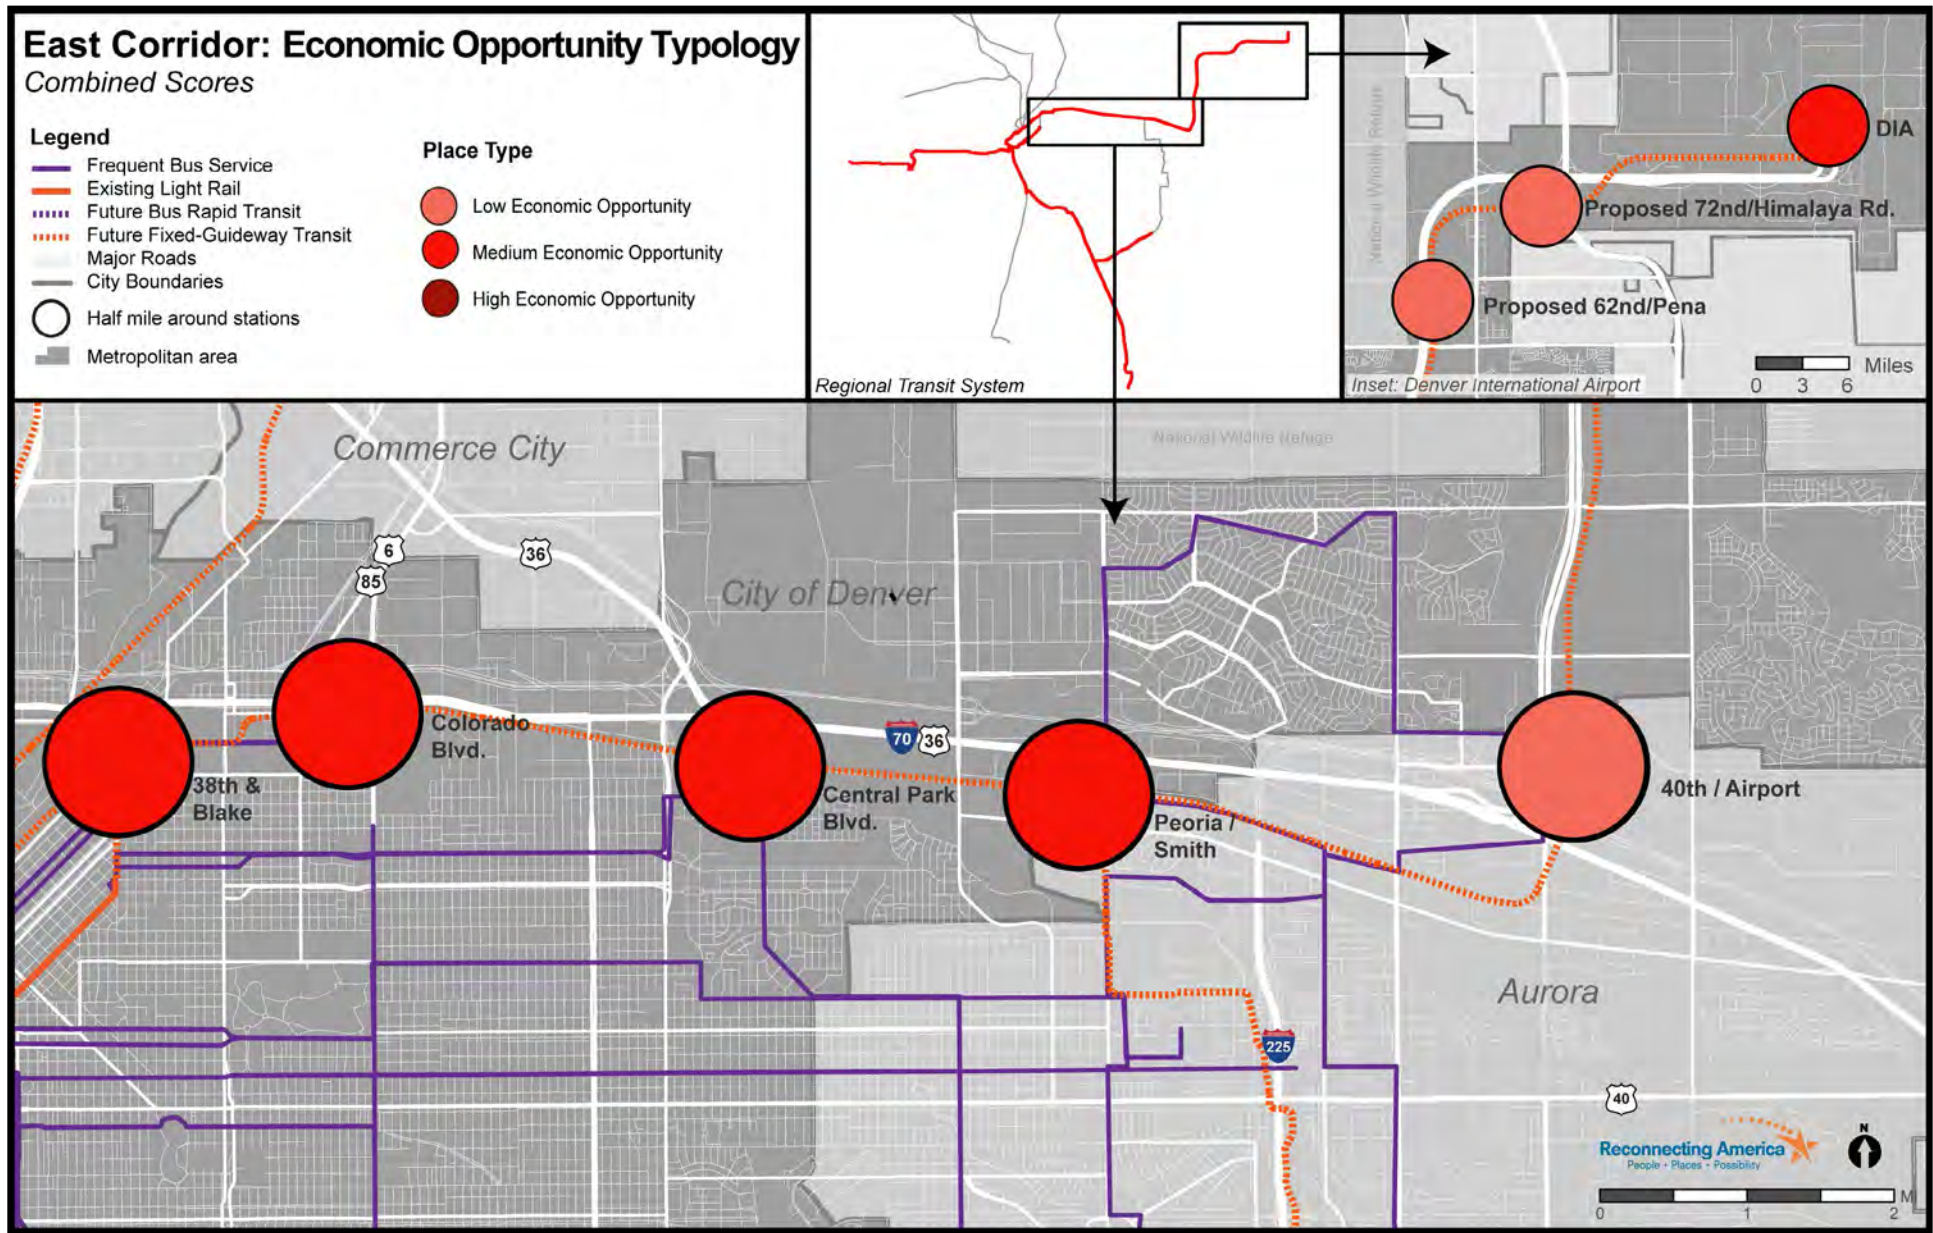 East Corridor: Economic Opportunity Typology
Combined Scores
Legend
Frequent Bus Service
Existing Light Rail
Future Bus Rapid Transit
Future Fixed-Guideway Transit
Major Roads
City Boundaries
Half mile around stations
Metropolitan area
Place Type
Low Economic Opportunity
Medium Economic Opportunity
High Economic Opportunity
Regional Transit System
National Wildlife Refuge
DIA
Proposed 72nd/Himalaya Rd.
Proposed 62nd/Pena
Miles
0 3 6
Inset: Denver International Airport
Commerce City
National Wildlife Refuge
6
36
85
City of Denver
Colorado
Blvd.
70
36
38th &
Blake
Central Park
Blvd.
Peoria /
Smith
40th / Airport
Aurora
225
40
Reconnecting America
People • Places • Possibility
N
M
0 1 2